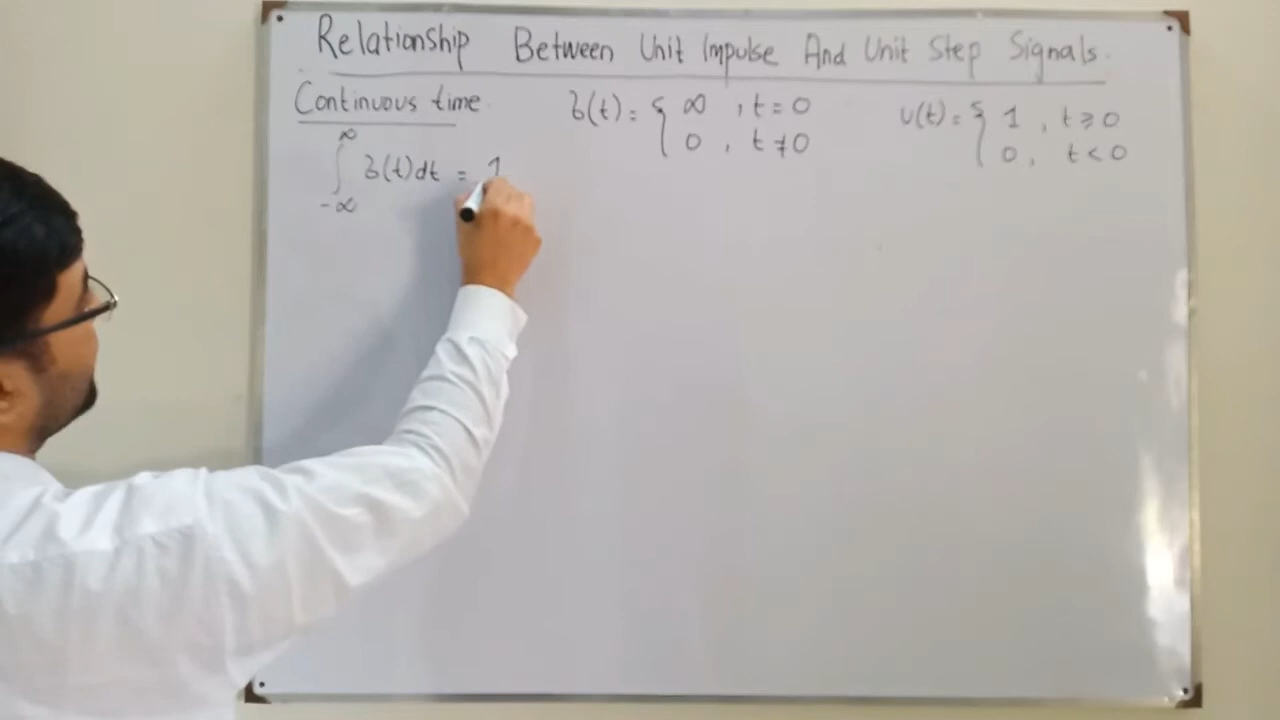 Relationship Between Unit Impulse And Unit Step Signals.
Continuous time
δ(t) = { ∞ , t = 0
0 , t ≠ 0
u(t) = { 1 , t ≥ 0
0 , t < 0
∫_{-∞}^{∞} δ(t)dt = 1